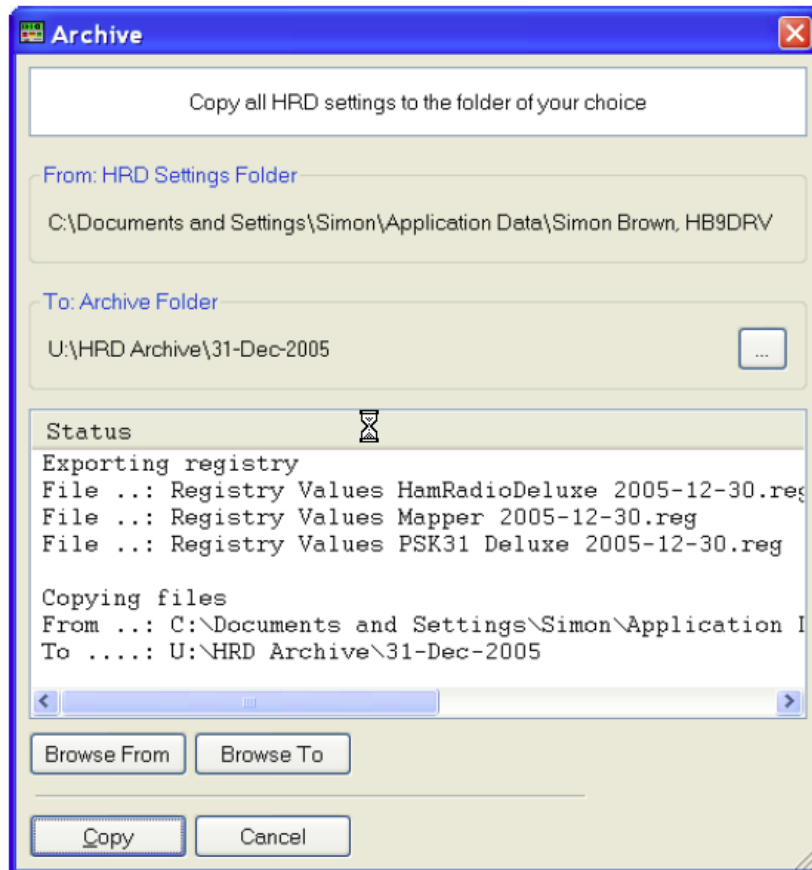 Archive
Copy all HRD settings to the folder of your choice
From: HRD Settings Folder
C:\Documents and Settings\Simon\Application Data\Simon Brown, HB9DRV
To: Archive Folder
U:\HRD Archive\31-Dec-2005
...
Status
Exporting registry
File ..: Registry Values HamRadioDeluxe 2005-12-30.reg
File ..: Registry Values Mapper 2005-12-30.reg
File ..: Registry Values PSK31 Deluxe 2005-12-30.reg
Copying files
From ..: C:\Documents and Settings\Simon\Application
To ....: U:\HRD Archive\31-Dec-2005
Browse From Browse To
Copy Cancel